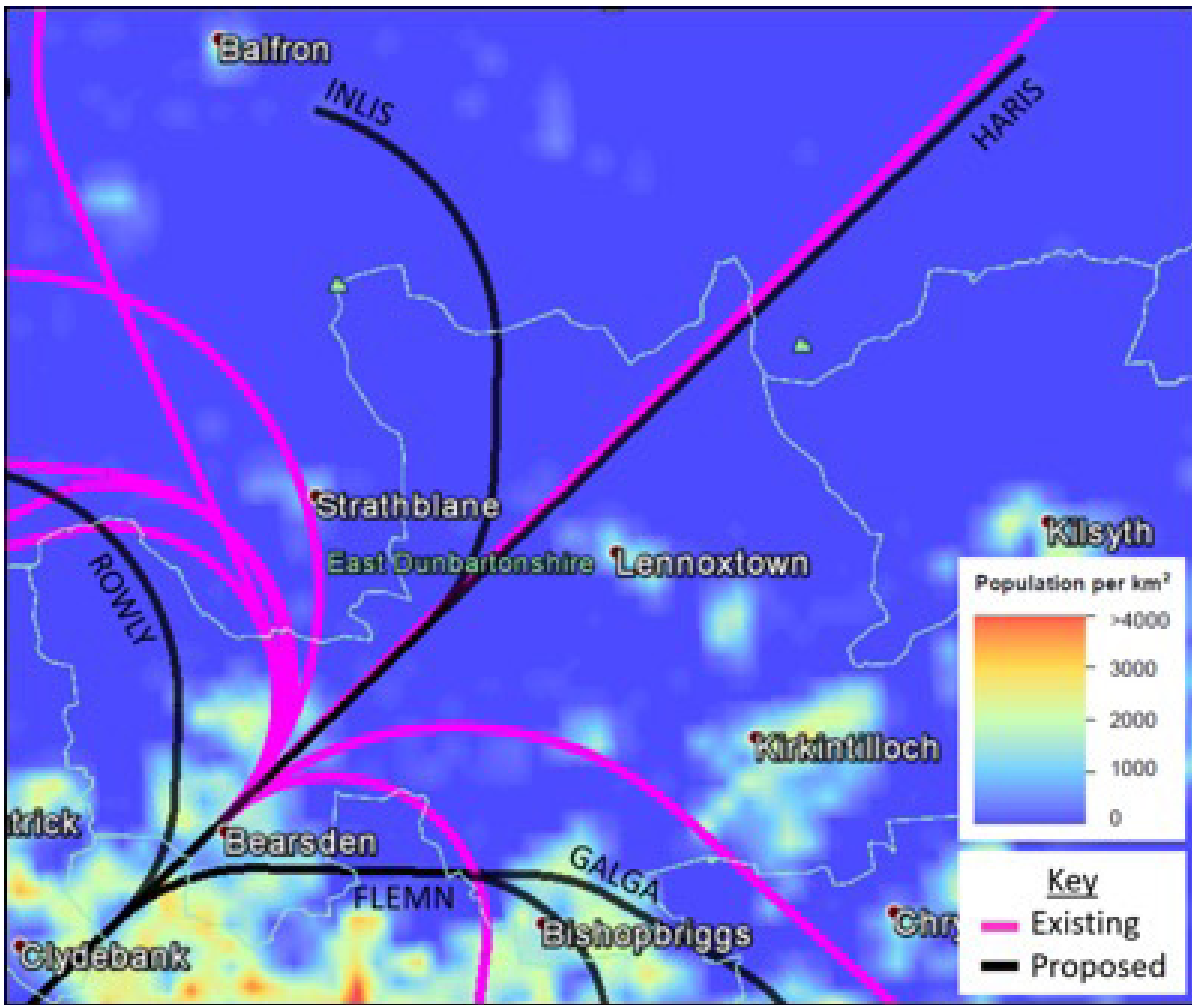 Balfron
INLIS
HARIS
Strathblane
Kilsyth
East Dunbartonshire
Lennoxtown
ROWLY
Population per km²
>4000
3000
2000
1000
0
Kirkintilloch
trick
Bearsden
GALGA
FLEMN
Key
Existing
Proposed
Bishopbriggs
Chry
Clydebank